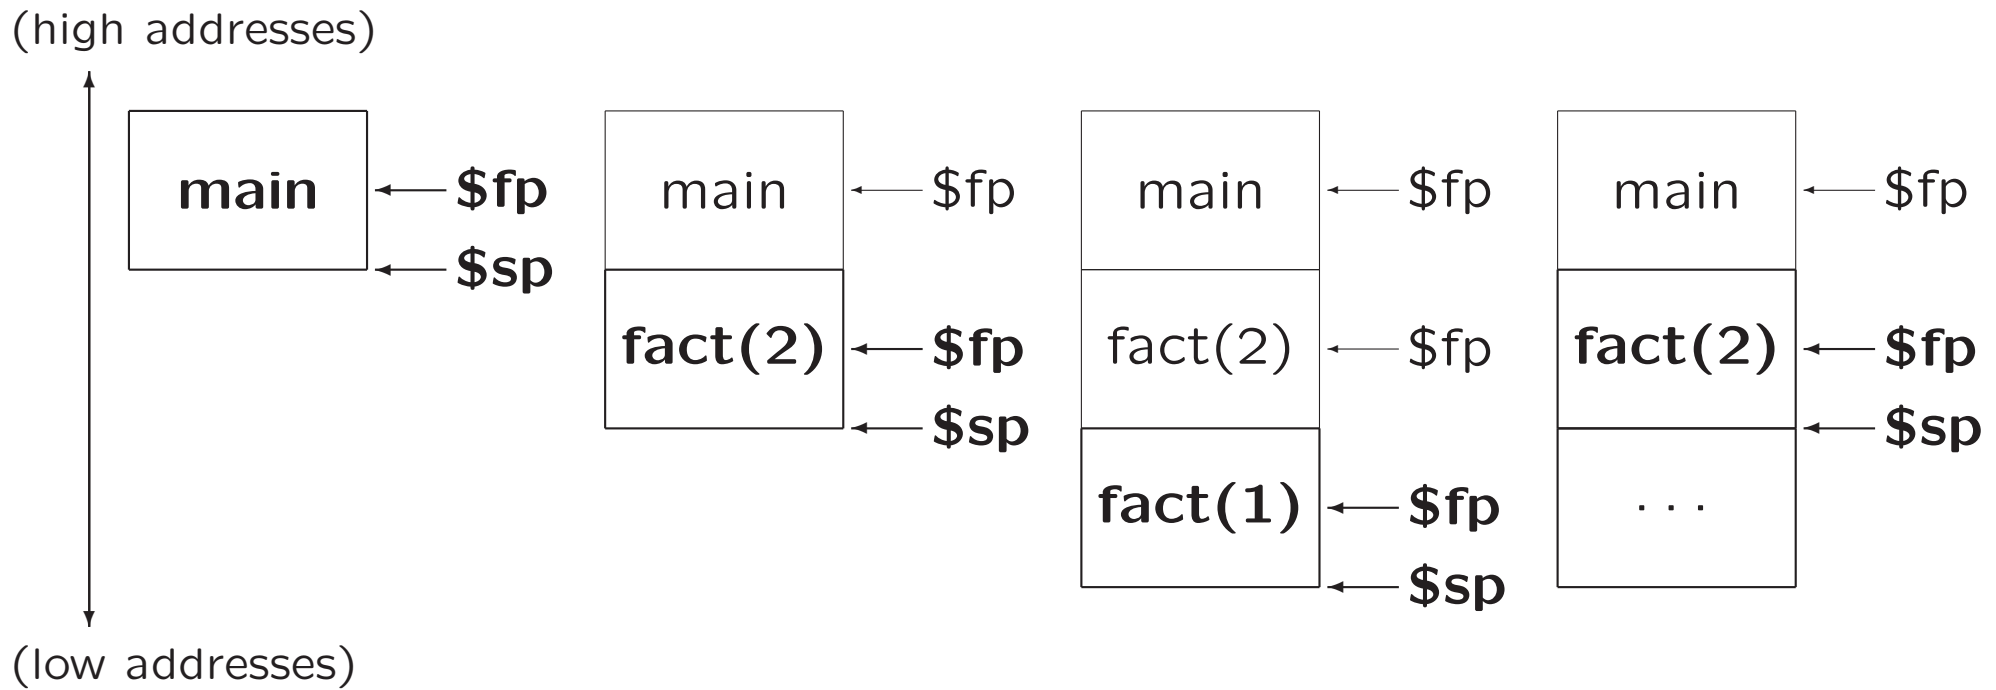 (high addresses)
main $fp main $fp main $fp main $fp
$sp
fact(2) $fp fact(2) $fp fact(2) $fp
$sp $sp
fact(1) $fp . . .
$sp
(low addresses)